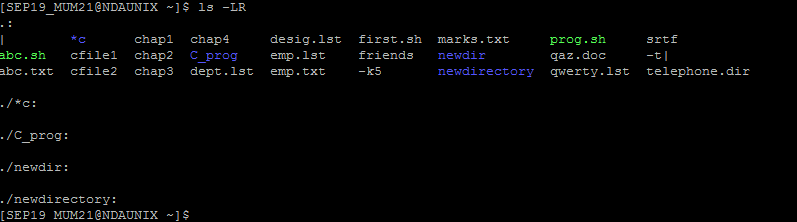 [SEP19_MUM21@NDAUNIX ~]$ ls -LR
.:
| *c chap1 chap4 desig.lst first.sh marks.txt prog.sh srtf
abc.sh cfile1 chap2 C_prog emp.lst friends newdir qaz.doc -t|
abc.txt cfile2 chap3 dept.lst emp.txt -k5 newdirectory qwerty.lst telephone.dir
./*c:
./C_prog:
./newdir:
./newdirectory:
[SEP19_MUM21@NDAUNIX ~]$